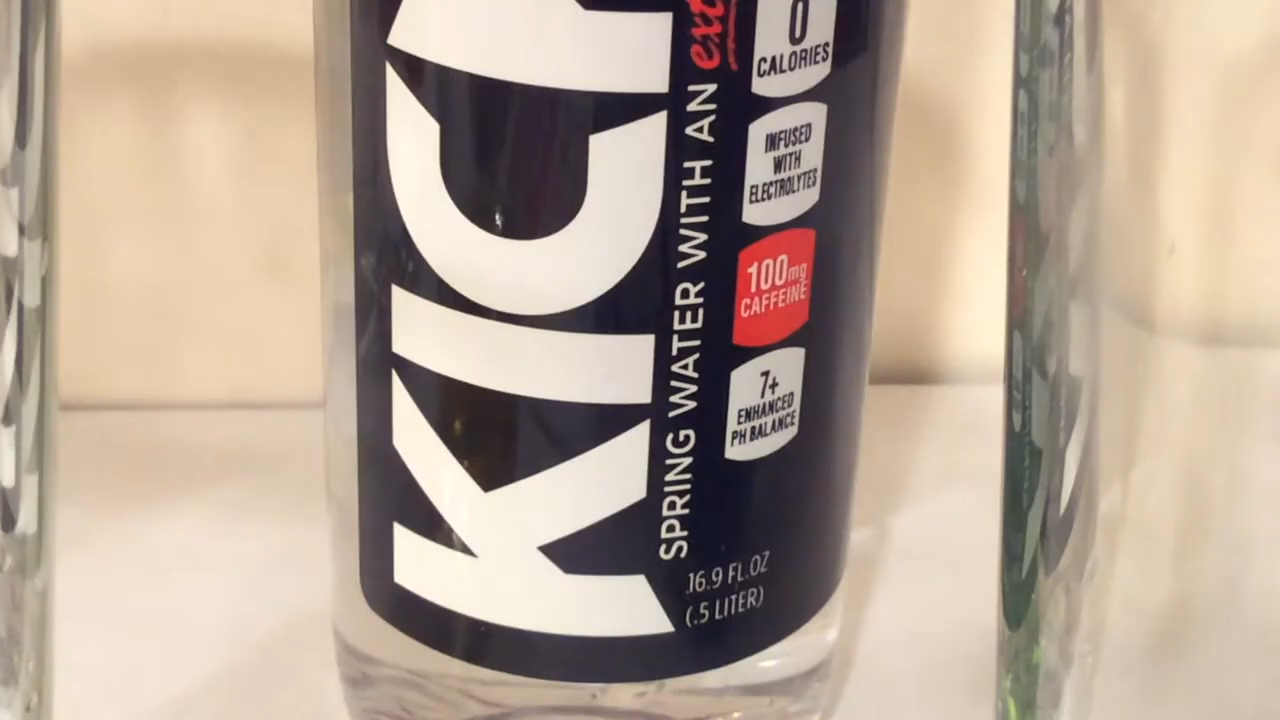 KIC
SPRING WATER WITH AN
0
CALORIES
INFUSED
WITH
ELECTROLYTES
100mg
CAFFEINE
7+
ENHANCED
PH BALANCE
16.9 FL.OZ
(.5 LITER)